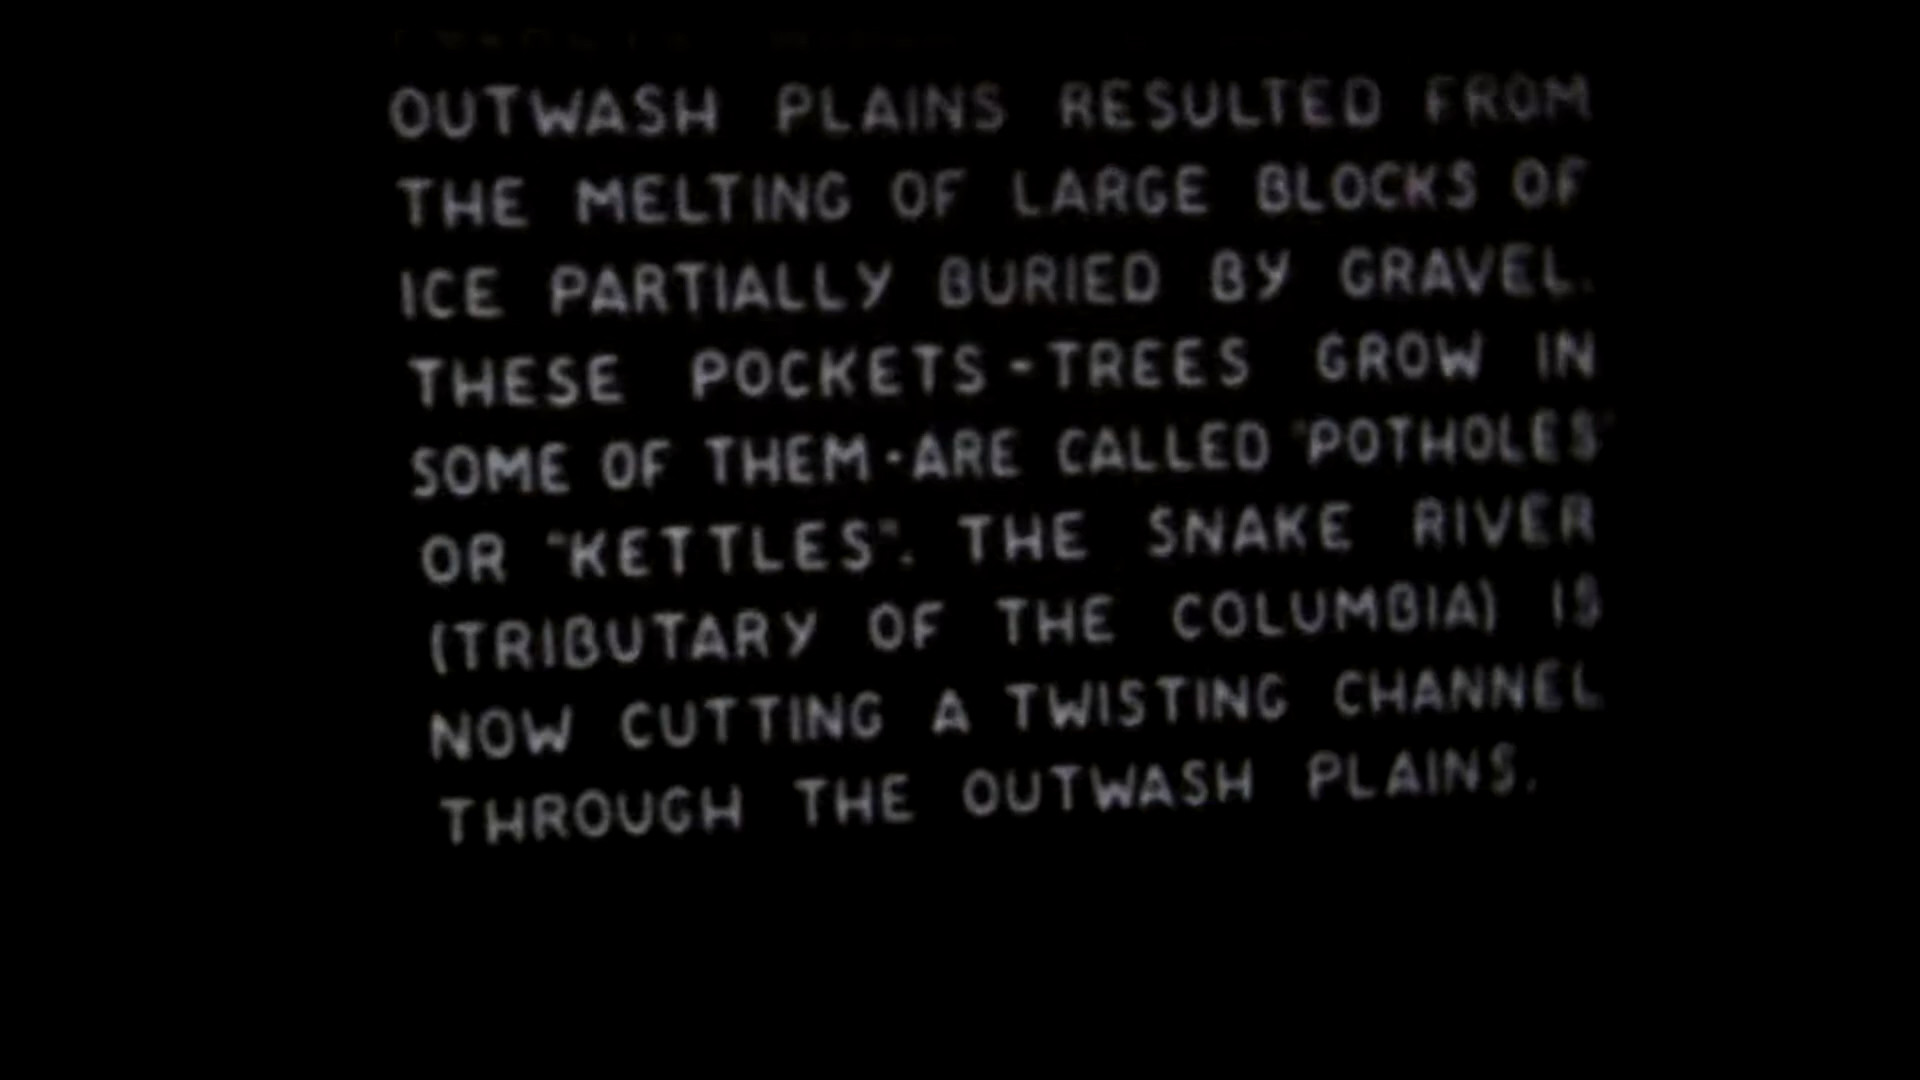 OUTWASH PLAINS RESULTED FROM
THE MELTING OF LARGE BLOCKS OF
ICE PARTIALLY BURIED BY GRAVEL.
THESE POCKETS - TREES GROW IN
SOME OF THEM - ARE CALLED "POTHOLES"
OR "KETTLES". THE SNAKE RIVER
(TRIBUTARY OF THE COLUMBIA) IS
NOW CUTTING A TWISTING CHANNEL
THROUGH THE OUTWASH PLAINS.